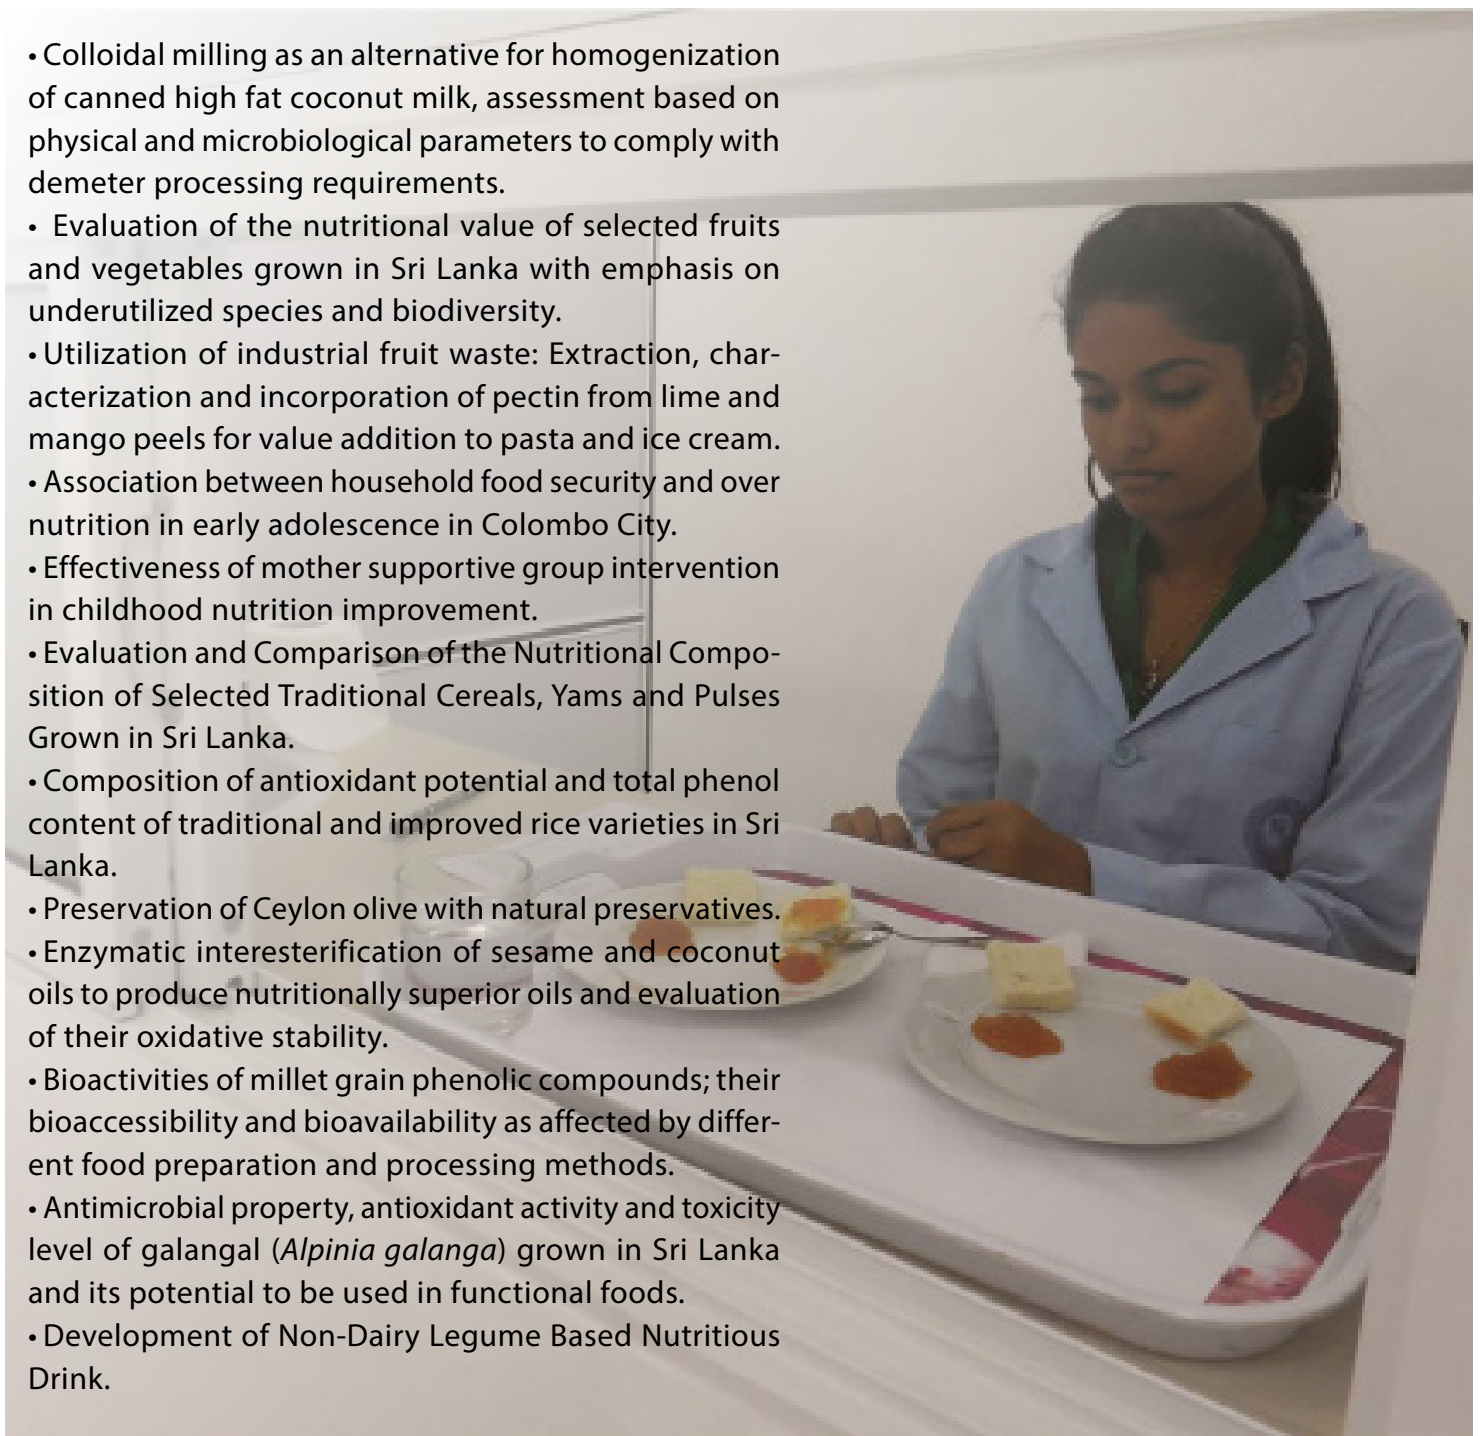 • Colloidal milling as an alternative for homogenization
of canned high fat coconut milk, assessment based on
physical and microbiological parameters to comply with
demeter processing requirements.
• Evaluation of the nutritional value of selected fruits
and vegetables grown in Sri Lanka with emphasis on
underutilized species and biodiversity.
• Utilization of industrial fruit waste: Extraction, char-
acterization and incorporation of pectin from lime and
mango peels for value addition to pasta and ice cream.
• Association between household food security and over
nutrition in early adolescence in Colombo City.
• Effectiveness of mother supportive group intervention
in childhood nutrition improvement.
• Evaluation and Comparison of the Nutritional Compo-
sition of Selected Traditional Cereals, Yams and Pulses
Grown in Sri Lanka.
• Composition of antioxidant potential and total phenol
content of traditional and improved rice varieties in Sri
Lanka.
• Preservation of Ceylon olive with natural preservatives.
• Enzymatic interesterification of sesame and coconut
oils to produce nutritionally superior oils and evaluation
of their oxidative stability.
• Bioactivities of millet grain phenolic compounds; their
bioaccessibility and bioavailability as affected by differ-
ent food preparation and processing methods.
• Antimicrobial property, antioxidant activity and toxicity
level of galangal (Alpinia galanga) grown in Sri Lanka
and its potential to be used in functional foods.
• Development of Non-Dairy Legume Based Nutritious
Drink.